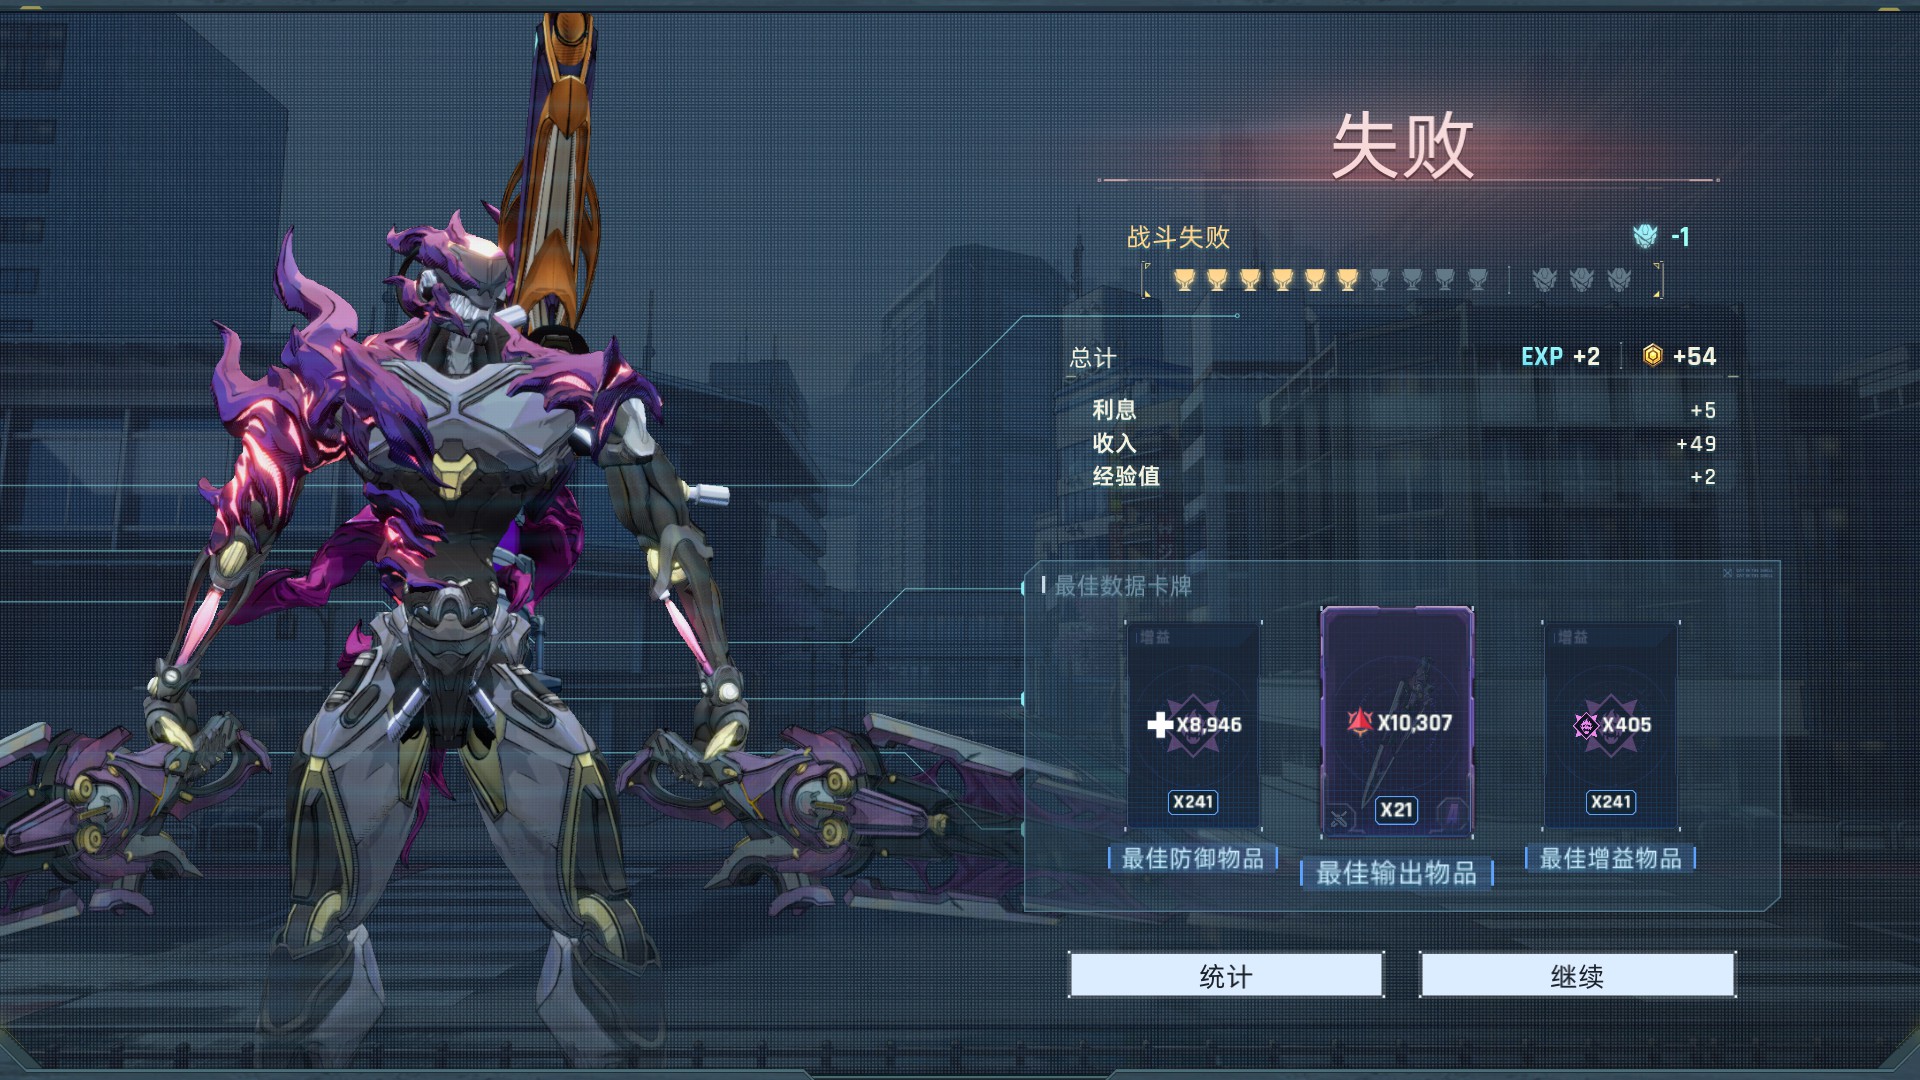 失败
战斗失败 -1
总计 EXP +2 +54
利息 +5
收入 +49
经验值 +2
最佳数据卡牌
增益
X8,946
X241
最佳防御物品
X10,307
X21
最佳输出物品
增益
X405
X241
最佳增益物品
统计
继续